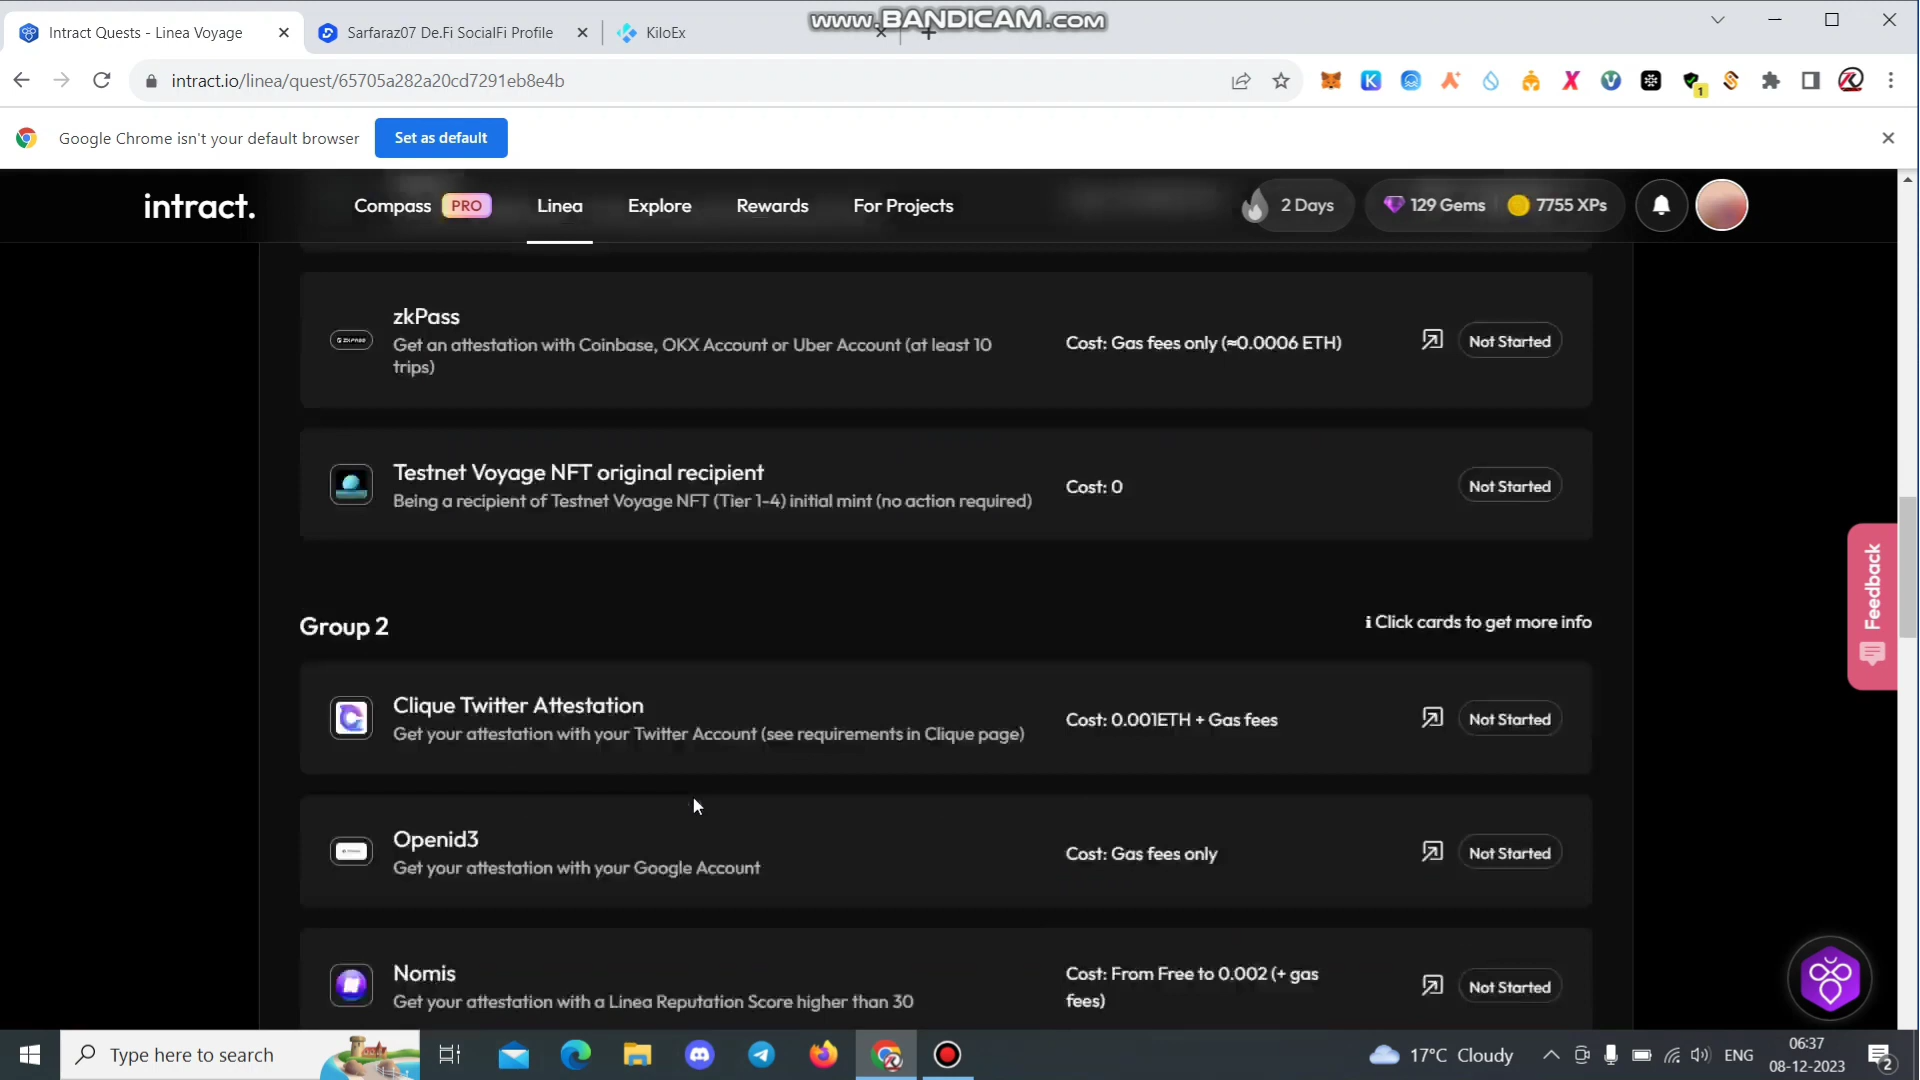 Intract Quests - Linea Voyage
Sarfaraz07 De.Fi SocialFi Profile
KiloEx
www.BANDICAM.com
intract.io/linea/quest/65705a282a20cd7291eb8e4b
1
Google Chrome isn't your default browser
Set as default
intract.
Compass
PRO
Linea
Explore
Rewards
For Projects
2 Days
129 Gems
7755 XPs
zkPass
Get an attestation with Coinbase, OKX Account or Uber Account (at least 10
trips)
Cost: Gas fees only (≈0.0006 ETH)
Not Started
Testnet Voyage NFT original recipient
Being a recipient of Testnet Voyage NFT (Tier 1-4) initial mint (no action required)
Cost: 0
Not Started
Feedback
Group 2
ℹ Click cards to get more info
Clique Twitter Attestation
Get your attestation with your Twitter Account (see requirements in Clique page)
Cost: 0.001ETH + Gas fees
Not Started
Openid3
Get your attestation with your Google Account
Cost: Gas fees only
Not Started
Nomis
Get your attestation with a Linea Reputation Score higher than 30
Cost: From Free to 0.002 (+ gas
fees)
Not Started
Type here to search
17°C Cloudy
ENG
06:37
08-12-2023
2